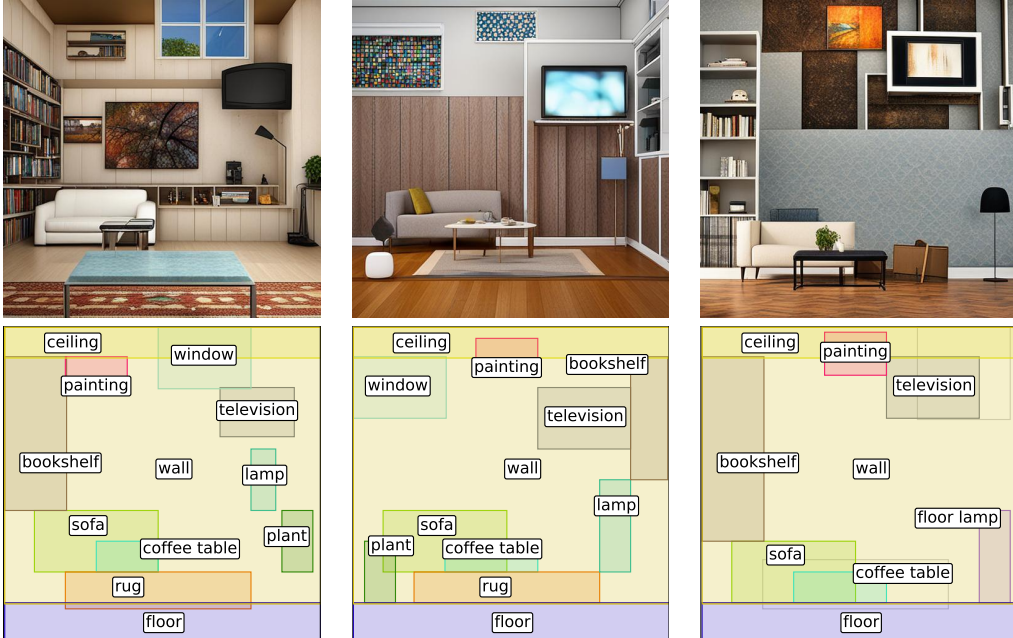 ceiling
window
painting
television
bookshelf
wall
lamp
sofa
plant
coffee table
rug
floor
ceiling
painting
bookshelf
window
television
wall
lamp
sofa
plant
coffee table
rug
floor
ceiling
painting
television
bookshelf
wall
floor lamp
sofa
coffee table
floor